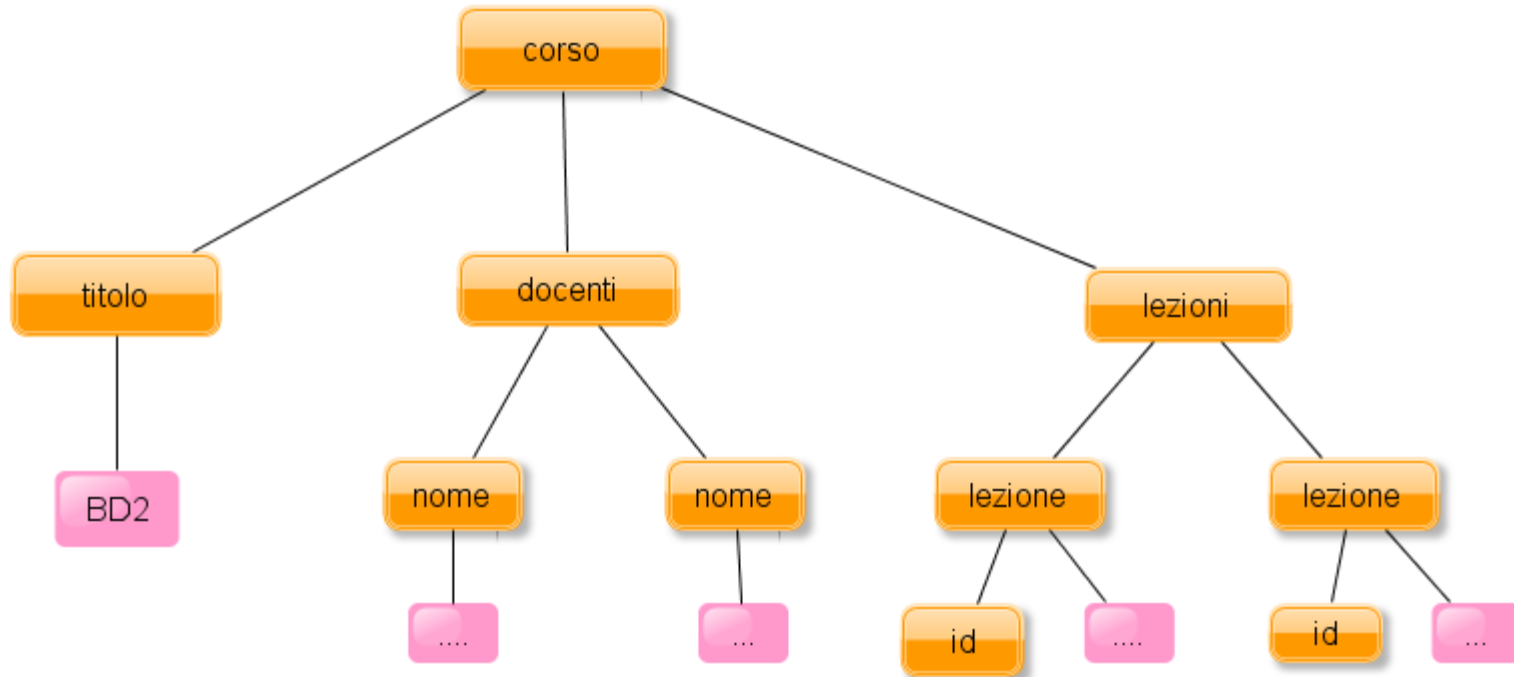 corso
titolo
docenti
lezioni
BD2
nome
nome
lezione
lezione
....
...
id
....
id
...